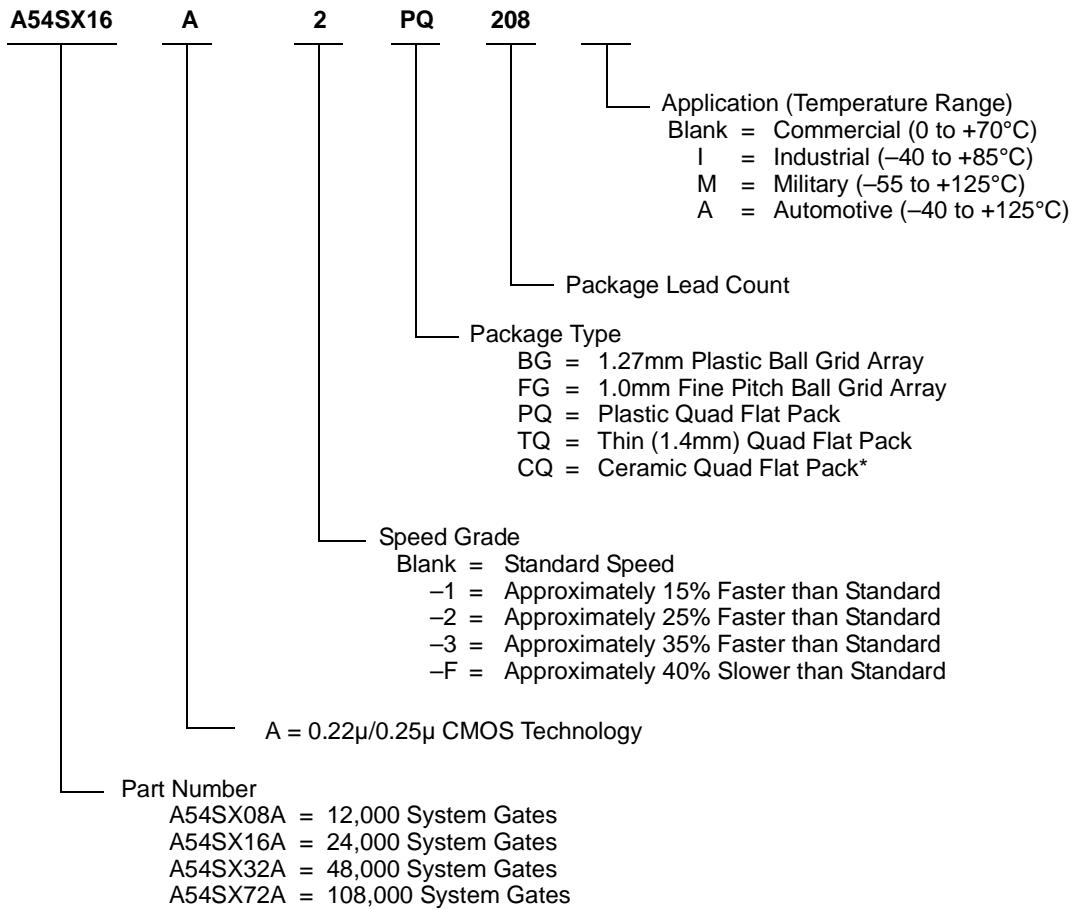 A54SX16 A 2 PQ 208
Application (Temperature Range)
Blank = Commercial (0 to +70°C)
I = Industrial (–40 to +85°C)
M = Military (–55 to +125°C)
A = Automotive (–40 to +125°C)
Package Lead Count
Package Type
BG = 1.27mm Plastic Ball Grid Array
FG = 1.0mm Fine Pitch Ball Grid Array
PQ = Plastic Quad Flat Pack
TQ = Thin (1.4mm) Quad Flat Pack
CQ = Ceramic Quad Flat Pack*
Speed Grade
Blank = Standard Speed
–1 = Approximately 15% Faster than Standard
–2 = Approximately 25% Faster than Standard
–3 = Approximately 35% Faster than Standard
–F = Approximately 40% Slower than Standard
A = 0.22µ/0.25µ CMOS Technology
Part Number
A54SX08A = 12,000 System Gates
A54SX16A = 24,000 System Gates
A54SX32A = 48,000 System Gates
A54SX72A = 108,000 System Gates